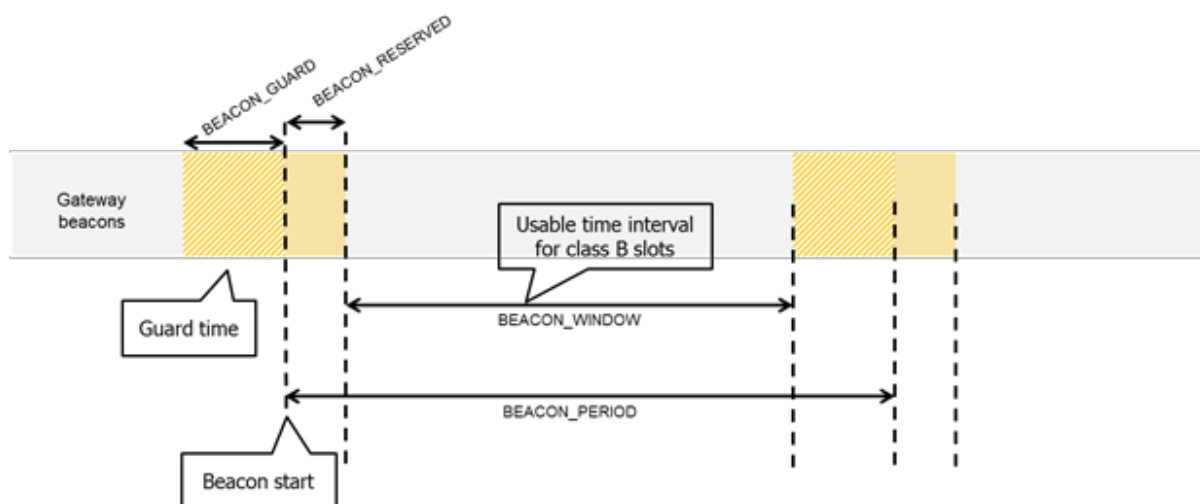 BEACON_GUARD
BEACON_RESERVED
Gateway
beacons
Usable time interval
for class B slots
Guard time
BEACON_WINDOW
BEACON_PERIOD
Beacon start